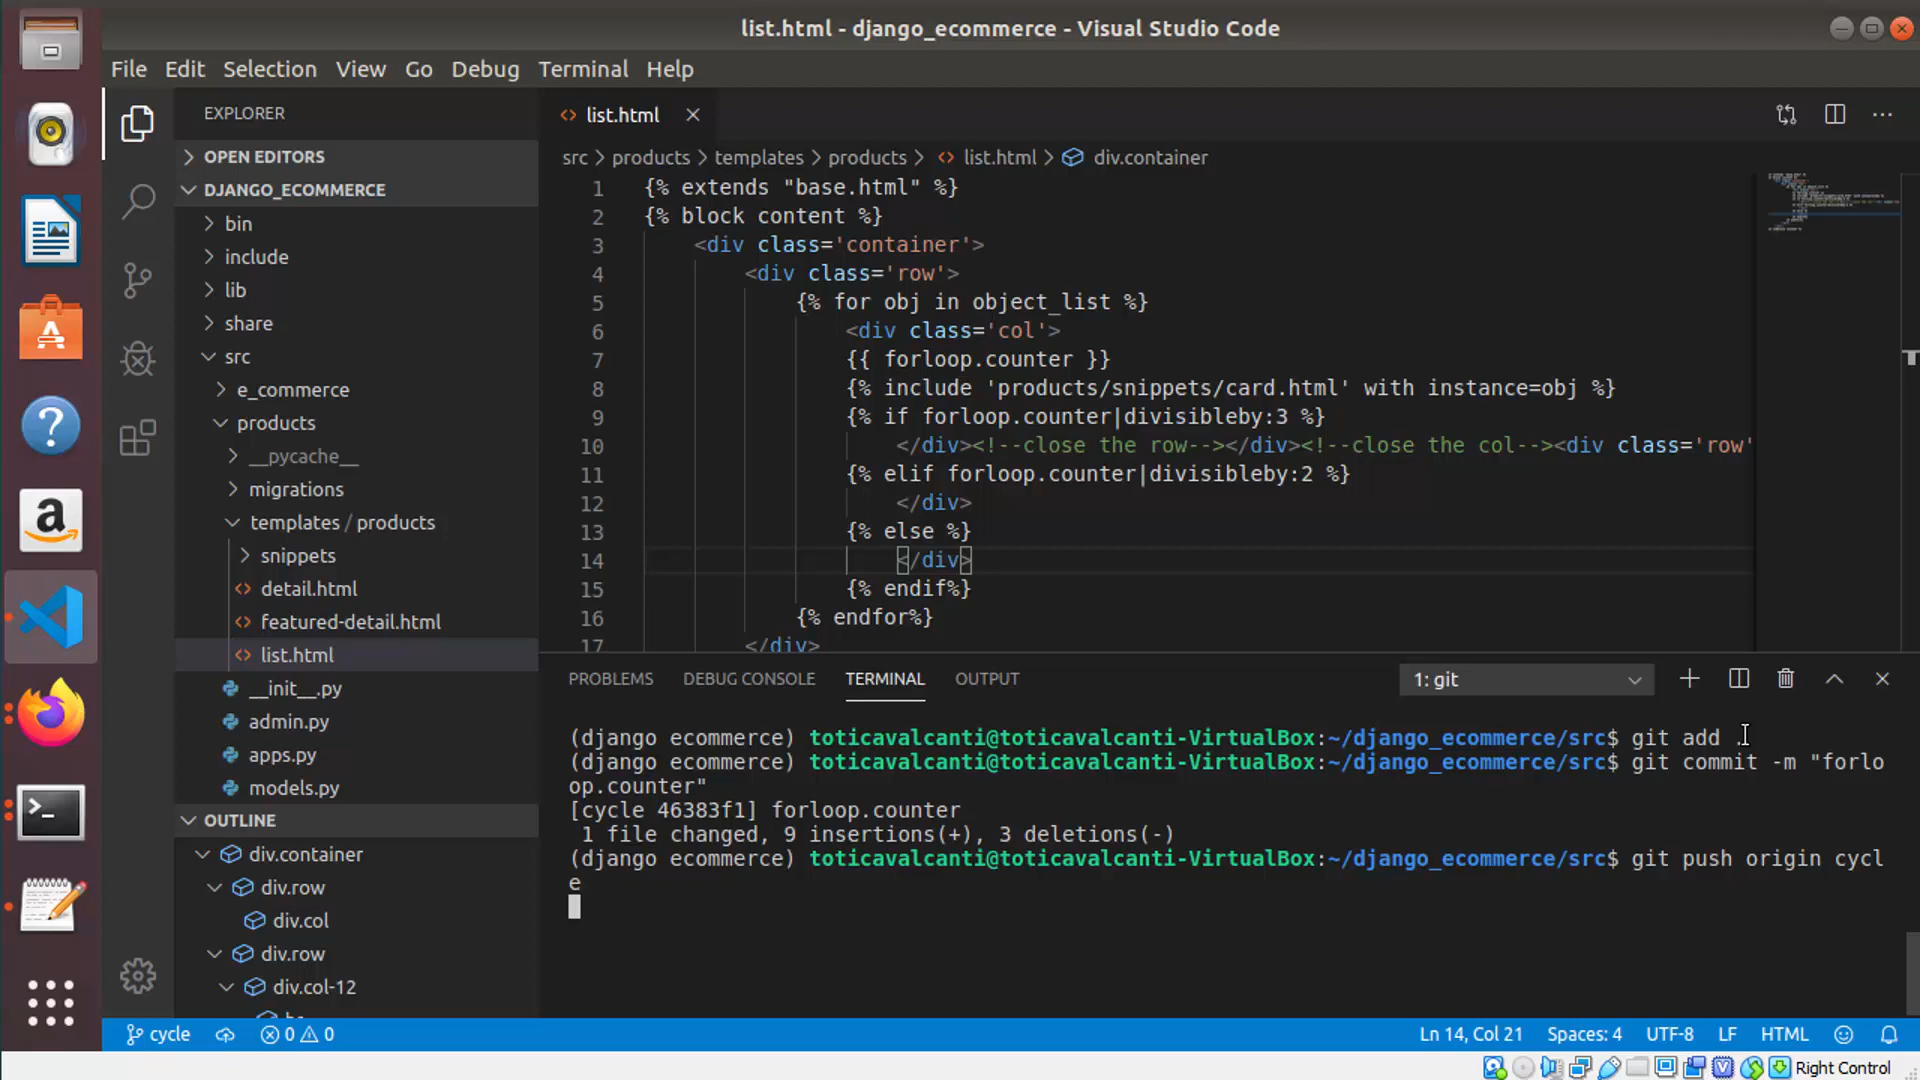 list.html - django_ecommerce - Visual Studio Code
File Edit Selection View Go Debug Terminal Help
EXPLORER
OPEN EDITORS
DJANGO_ECOMMERCE
bin
include
lib
share
src
e_commerce
products
__pycache__
migrations
templates / products
snippets
detail.html
featured-detail.html
list.html
__init__.py
admin.py
apps.py
models.py
OUTLINE
div.container
div.row
div.col
div.row
div.col-12
list.html
src > products > templates > products > list.html > div.container
1 {% extends "base.html" %}
2 {% block content %}
3 <div class='container'>
4 <div class='row'>
5 {% for obj in object_list %}
6 <div class='col'>
7 {{ forloop.counter }}
8 {% include 'products/snippets/card.html' with instance=obj %}
9 {% if forloop.counter|divisibleby:3 %}
10 </div><!--close the row--></div><!--close the col--><div class='row'
11 {% elif forloop.counter|divisibleby:2 %}
12 </div>
13 {% else %}
14 </div>
15 {% endif%}
16 {% endfor%}
17 </div>
PROBLEMS DEBUG CONSOLE TERMINAL OUTPUT
1: git
(django ecommerce) toticavalcanti@toticavalcanti-VirtualBox:~/django_ecommerce/src$ git add .
(django ecommerce) toticavalcanti@toticavalcanti-VirtualBox:~/django_ecommerce/src$ git commit -m "forlo
op.counter"
[cycle 46383f1] forloop.counter
1 file changed, 9 insertions(+), 3 deletions(-)
(django ecommerce) toticavalcanti@toticavalcanti-VirtualBox:~/django_ecommerce/src$ git push origin cycl
e
cycle 0 0 Ln 14, Col 21 Spaces: 4 UTF-8 LF HTML
Right Control